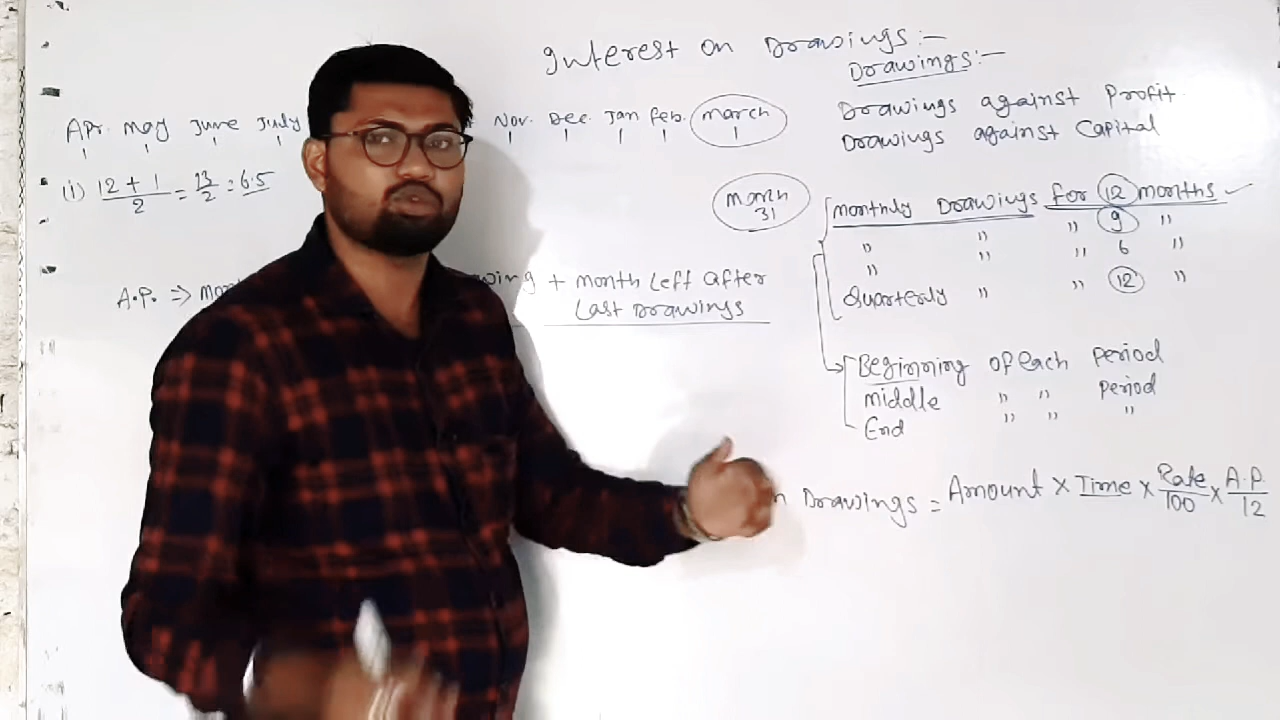 Interest on Drawings:-
Drawings:-
Apr. May June July Nov. Dec. Jan Feb. March
Drawings against Profit
Drawings against Capital
(i) 12 + 1 / 2 = 13 / 2 = 6.5
March 31
Monthly Drawings for 12 months ✓
" " " 9 "
" " " 6 "
Quarterly " " 12 "
A.P. ⇒ + month left after
Last Drawings
Beginning of each Period
Middle " " Period
End " " "
Drawings = Amount × Time × Rate / 100 × A.P. / 12